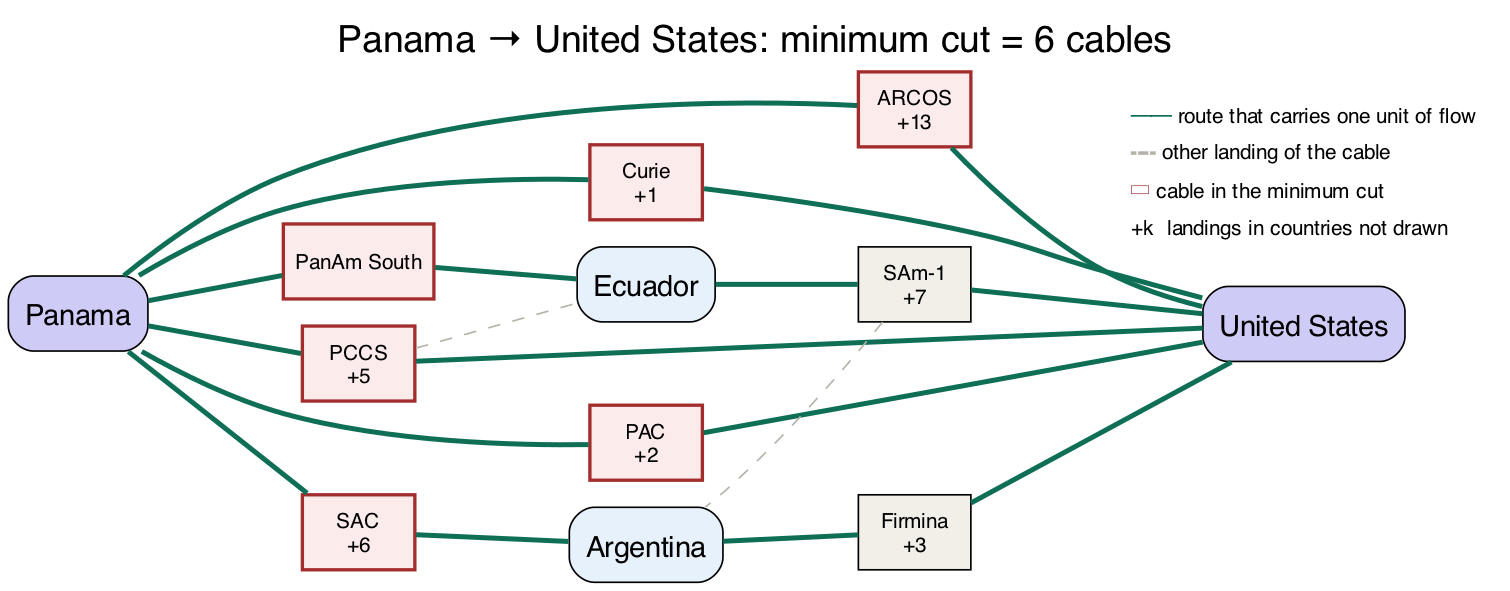 Panama → United States: minimum cut = 6 cables
ARCOS
+13
route that carries one unit of flow
other landing of the cable
cable in the minimum cut
+k landings in countries not drawn
Curie
+1
PanAm South
Ecuador
SAm-1
+7
Panama
United States
PCCS
+5
PAC
+2
SAC
+6
Argentina
Firmina
+3